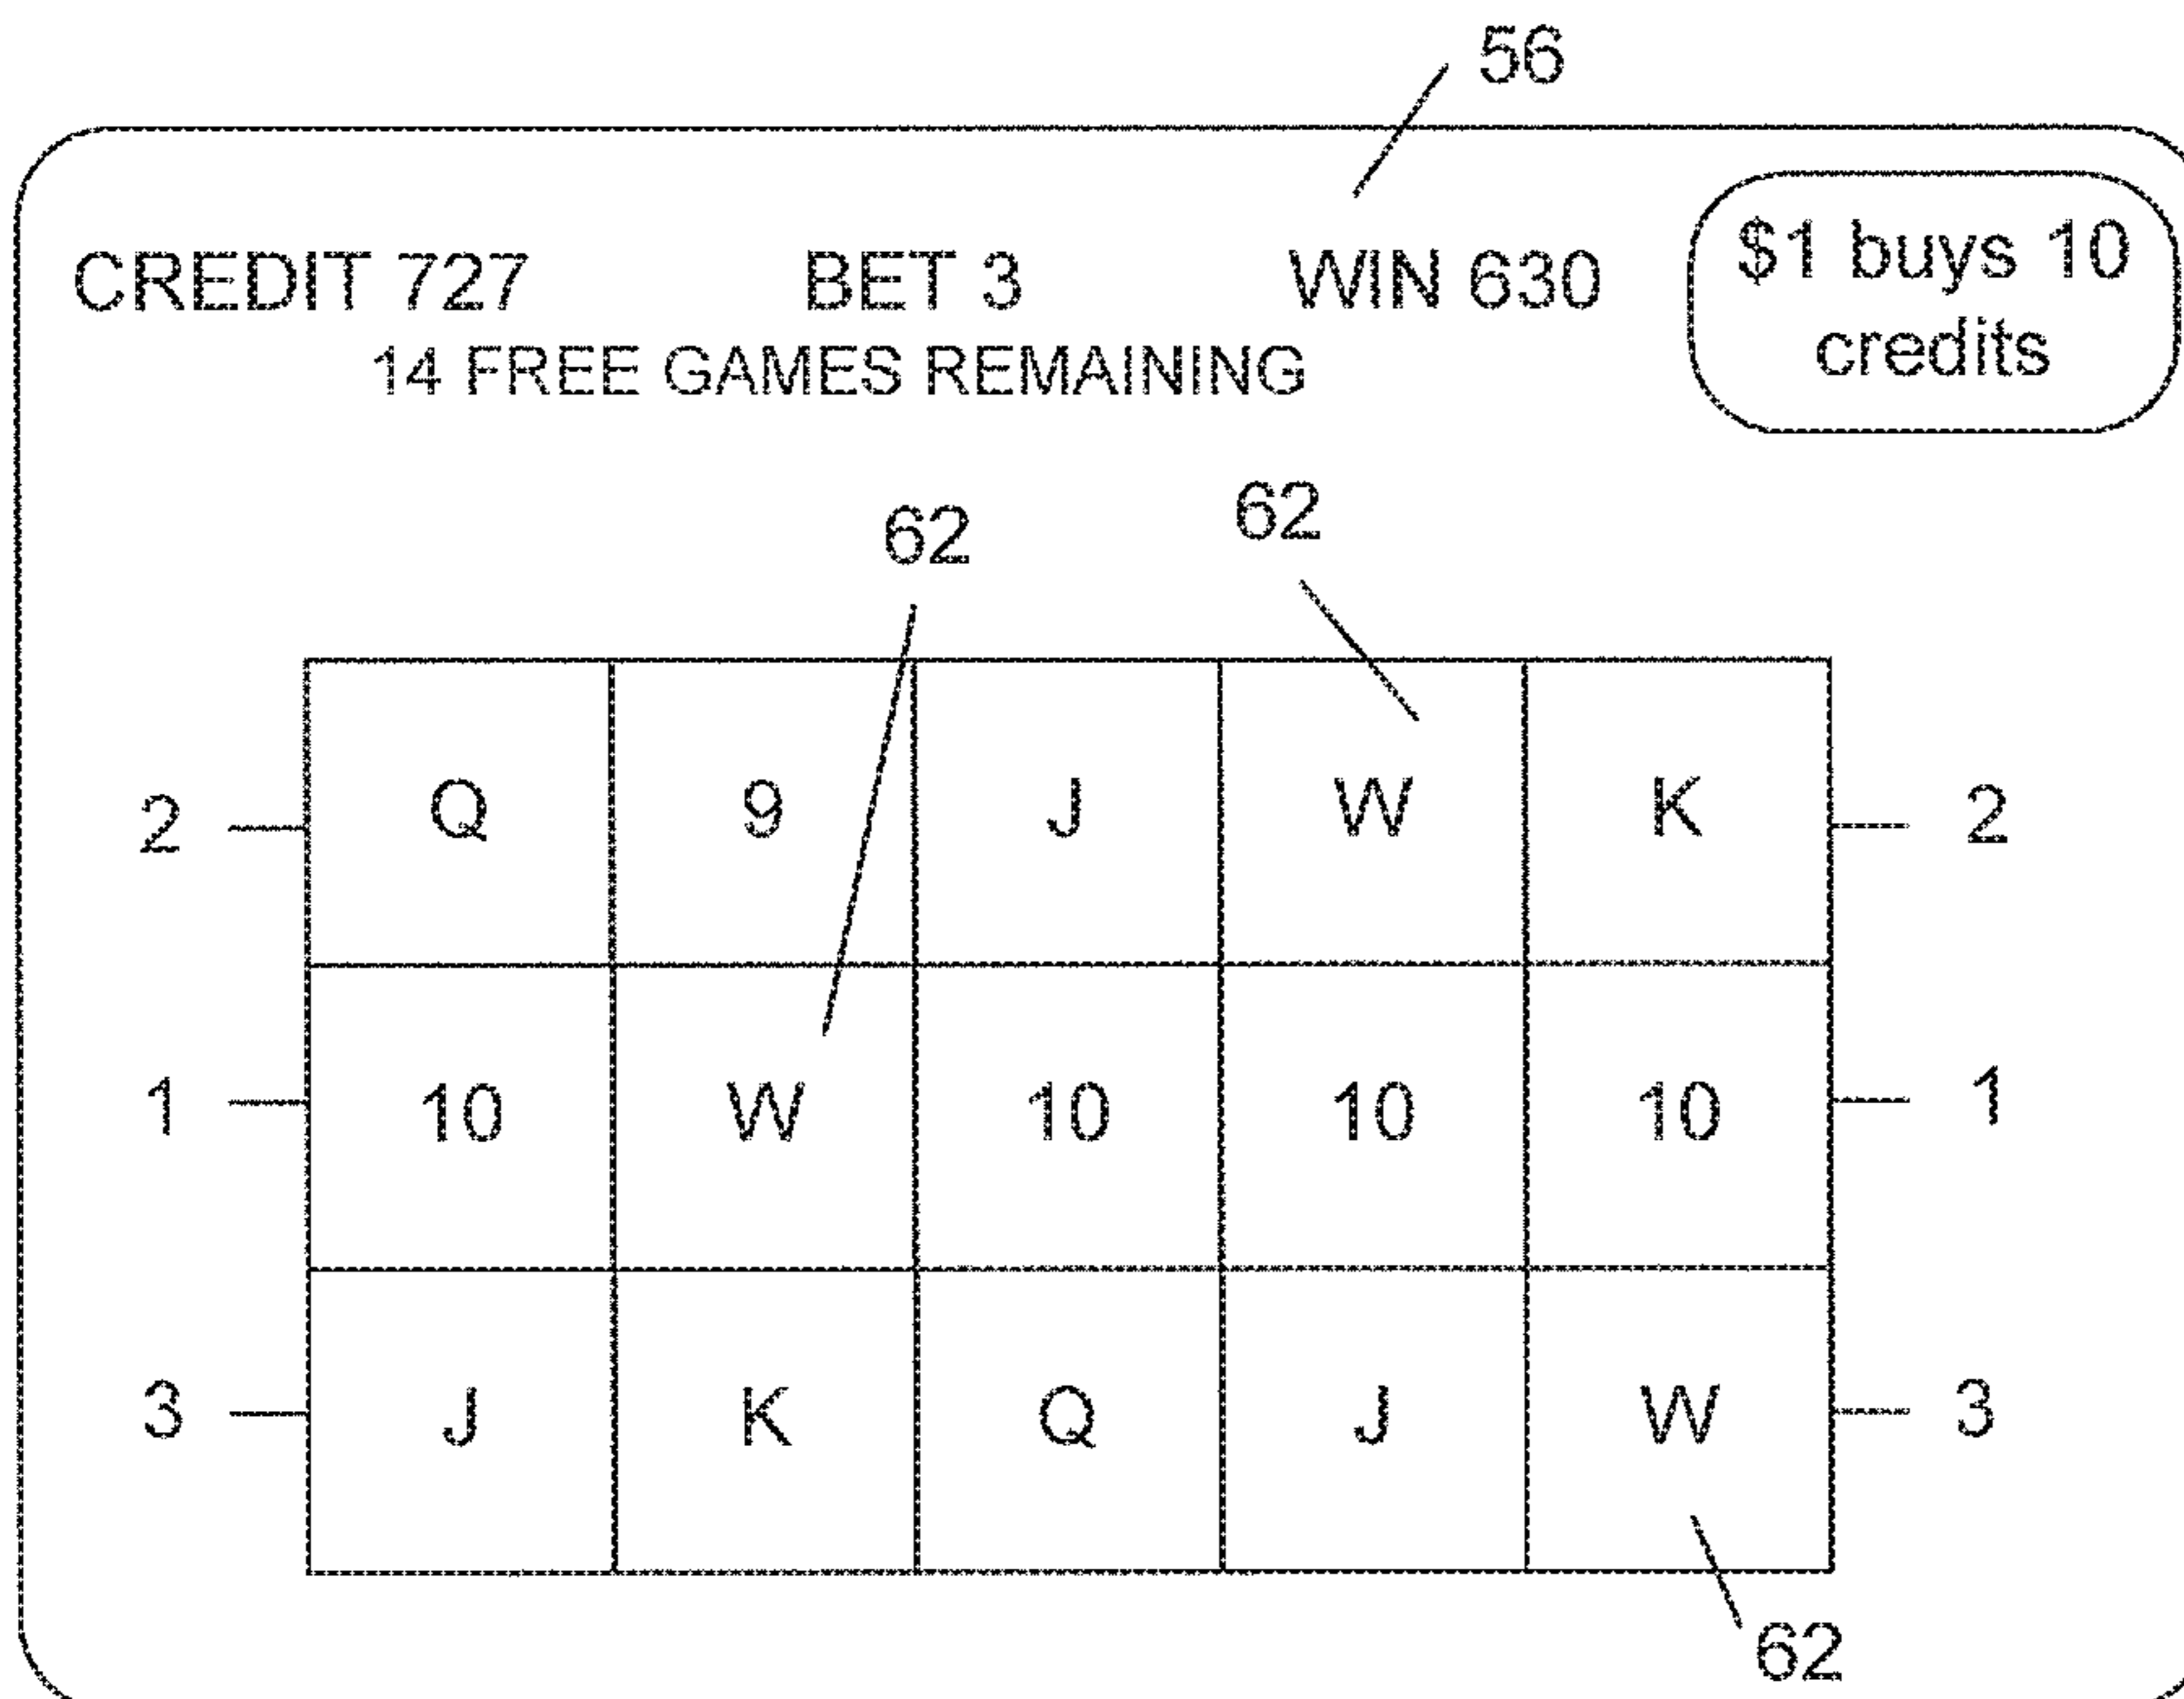 56
CREDIT 727 BET 3 WIN 630
$1 buys 10
credits
14 FREE GAMES REMAINING
62 62
2 Q 9 J W K 2
1 10 W 10 10 10 1
3 J K Q J W 3
62